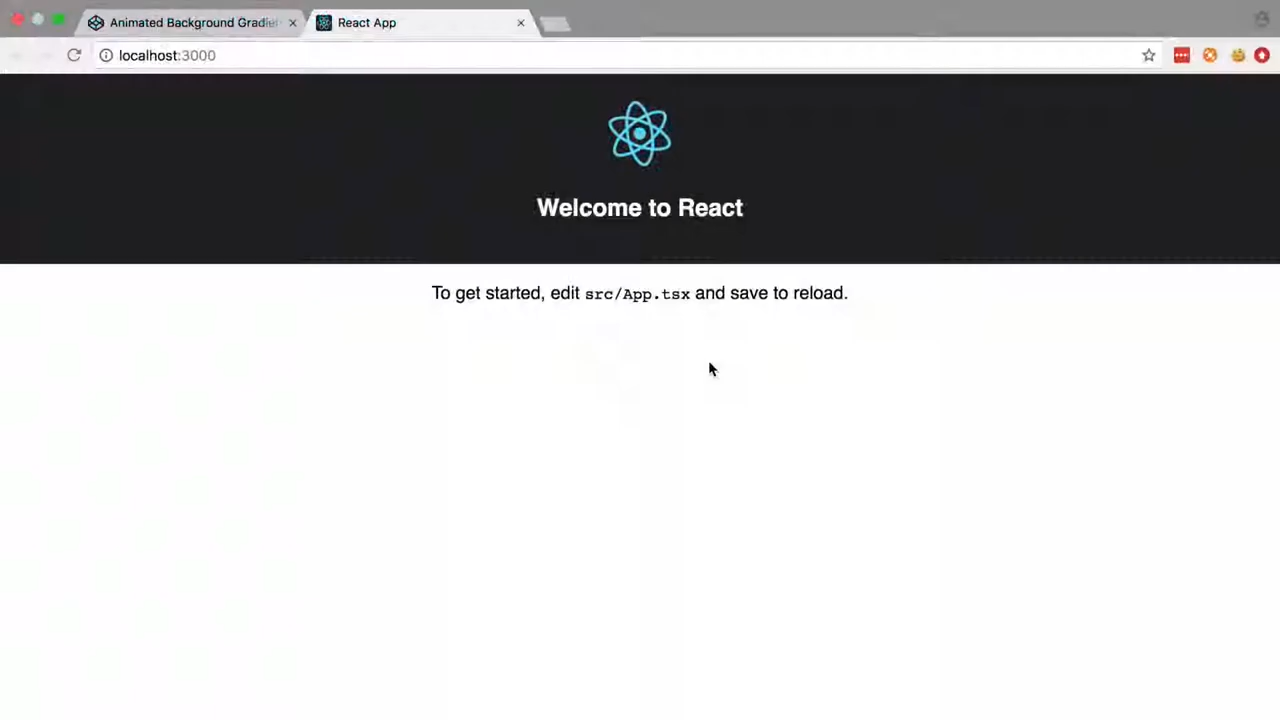 Animated Background Gradie
React App
localhost:3000
Welcome to React
To get started, edit src/App.tsx and save to reload.